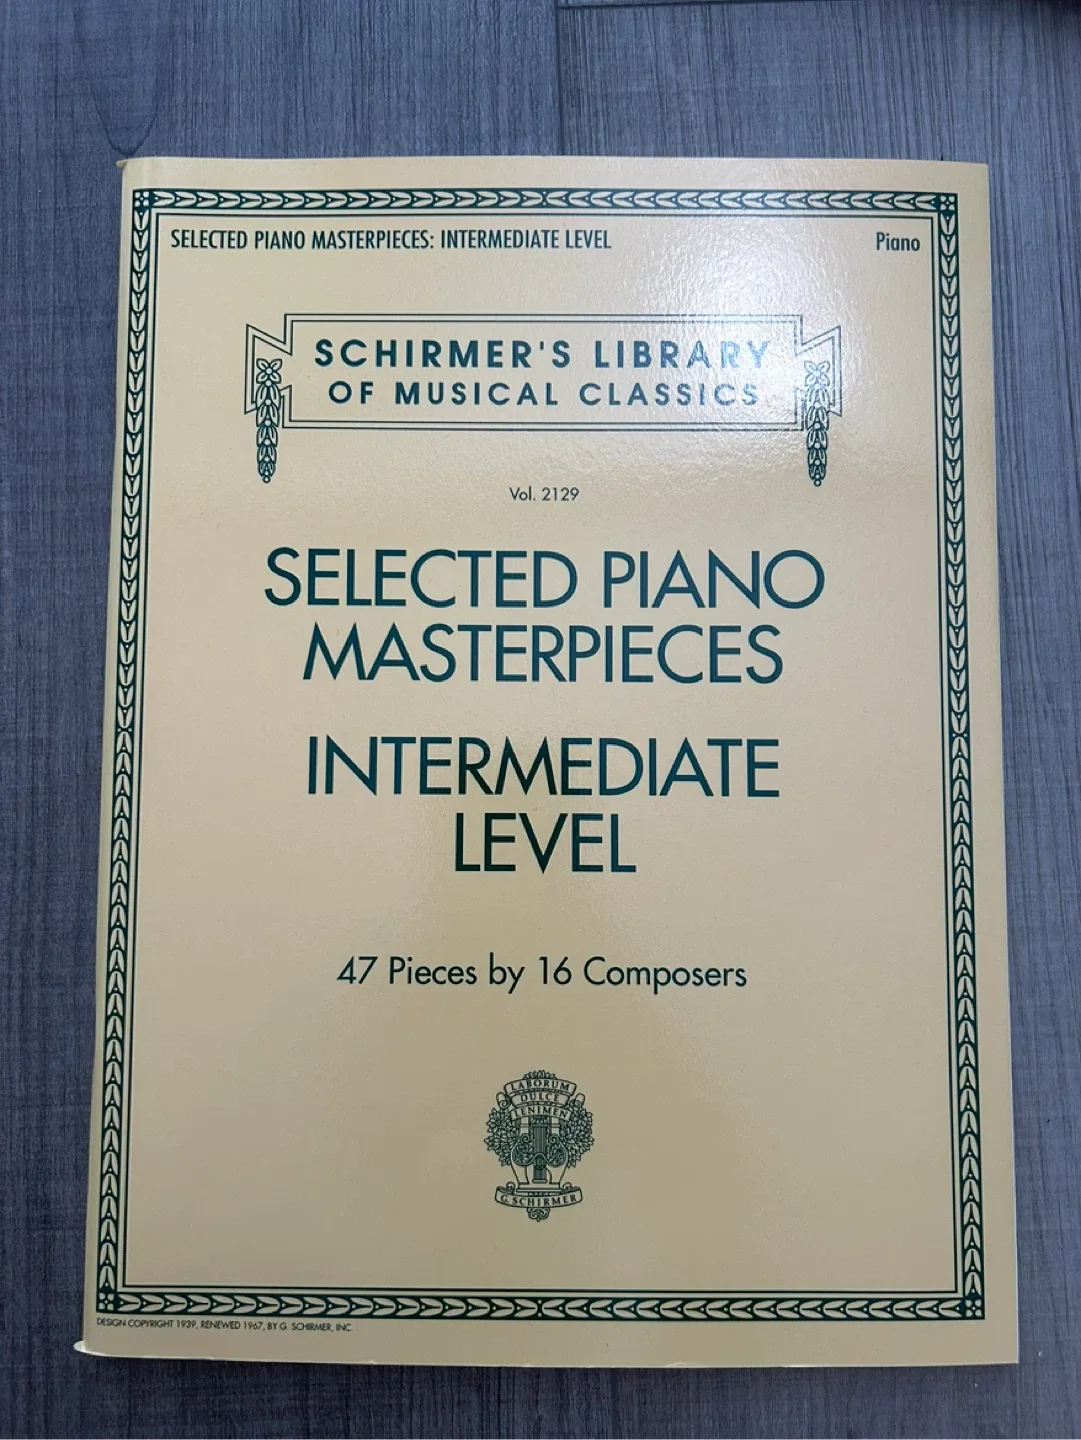 SELECTED PIANO MASTERPIECES: INTERMEDIATE LEVEL
Piano
SCHIRMER'S LIBRARY
OF MUSICAL CLASSICS
Vol. 2129
SELECTED PIANO
MASTERPIECES
INTERMEDIATE
LEVEL
47 Pieces by 16 Composers
LABORUM
DULCE
LENIMEN
G. SCHIRMER
DESIGN COPYRIGHT 1939, RENEWED 1967, BY G. SCHIRMER, INC.